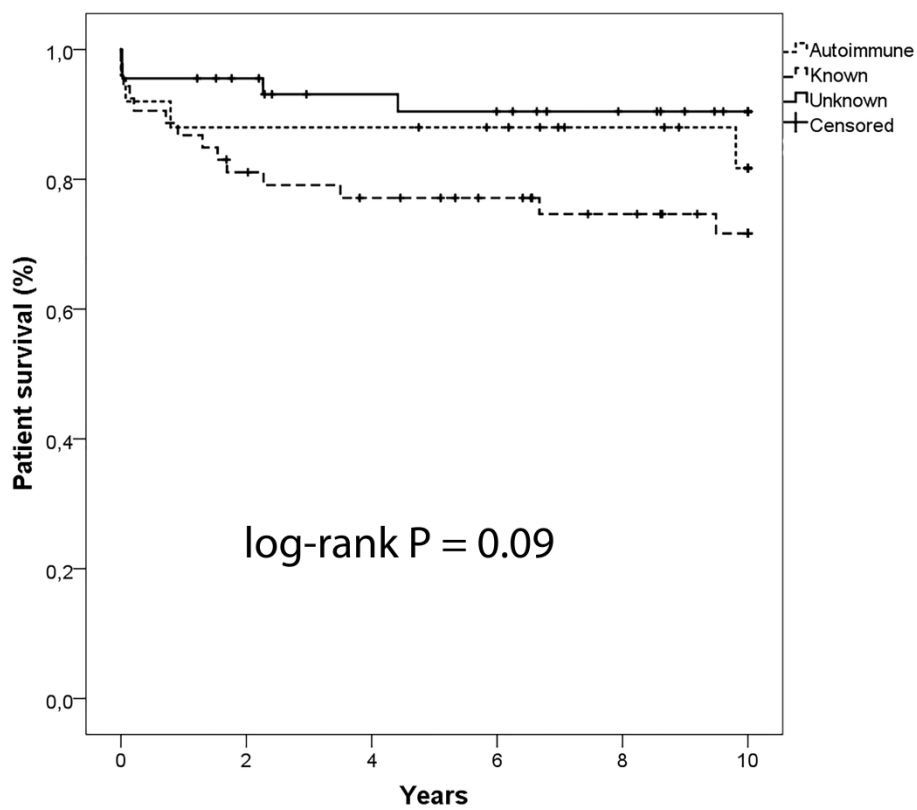 1,0
0,8
0,6
0,4
0,2
0,0
Patient survival (%)
Autoimmune
Known
Unknown
Censored
log-rank P = 0.09
0 2 4 6 8 10
Years